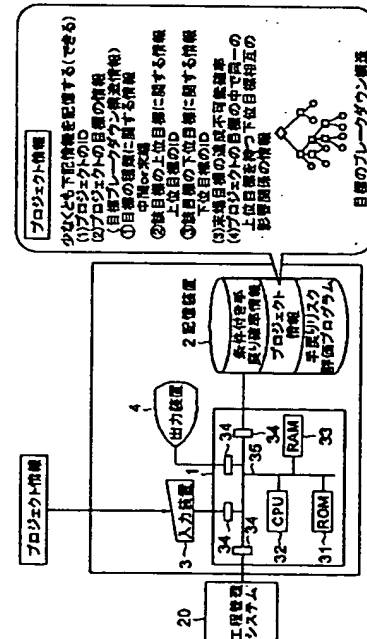 プロジェクト情報
プロジェクト情報
少なくとも下記情報を記憶する(できる)
(1)プロジェクトのID
(2)プロジェクトの目標の情報
(目標ブレークダウン構造情報)
①目標の種類に関する情報
中間or末端
②該目標の上位目標に関する情報
上位目標のID
③該目標の下位目標に関する情報
下位目標のID
(3)末端目標の達成不可能確率
(4)プロジェクトの目標の中で同一の
上位目標を持つ下位目標相互の
影響関係の情報
目標のブレークダウン構造
3
入力装置
4
出力装置
2 記憶装置
条件付き手
戻り確率情報
プロジェクト
情報
手戻りリスク
評価プログラム
20
工程管理
システム
1
34
34
34
34
35
32
CPU
RAM
33
31
ROM